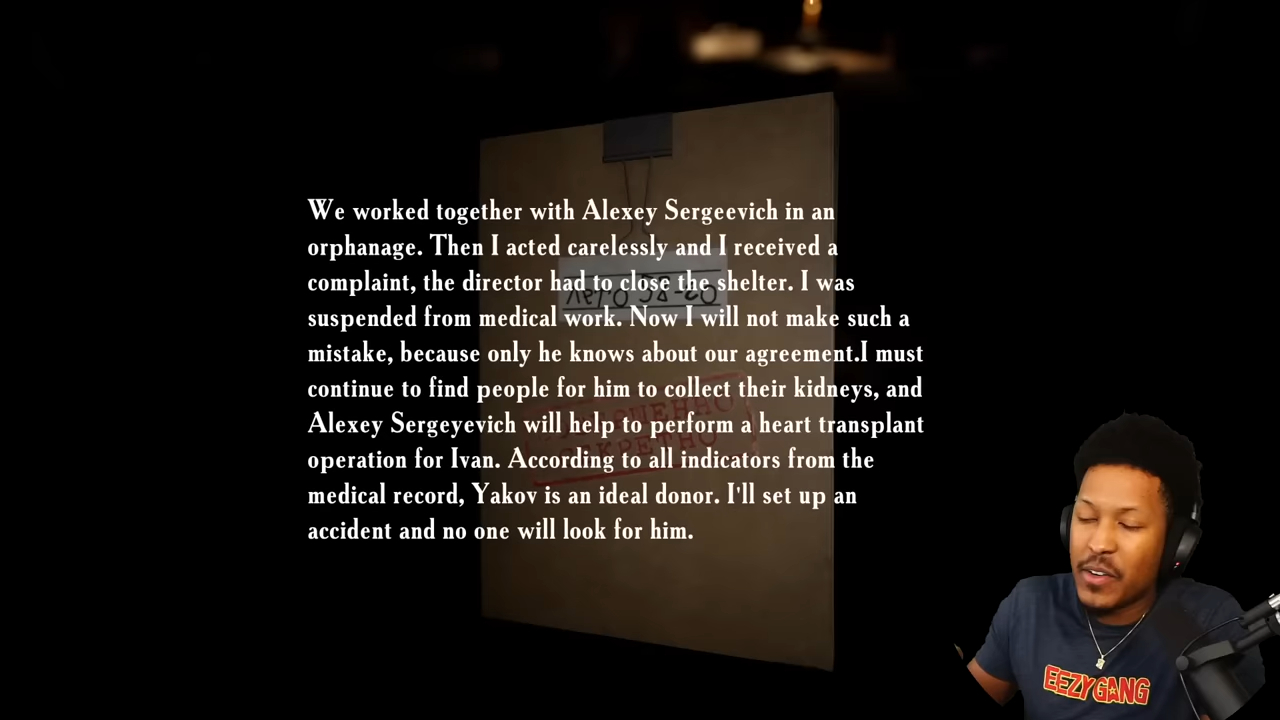 We worked together with Alexey Sergeevich in an
orphanage. Then I acted carelessly and I received a
complaint, the director had to close the shelter. I was
suspended from medical work. Now I will not make such a
mistake, because only he knows about our agreement.I must
continue to find people for him to collect their kidneys, and
Alexey Sergeyevich will help to perform a heart transplant
operation for Ivan. According to all indicators from the
medical record, Yakov is an ideal donor. I'll set up an
accident and no one will look for him.
EEZYGANG